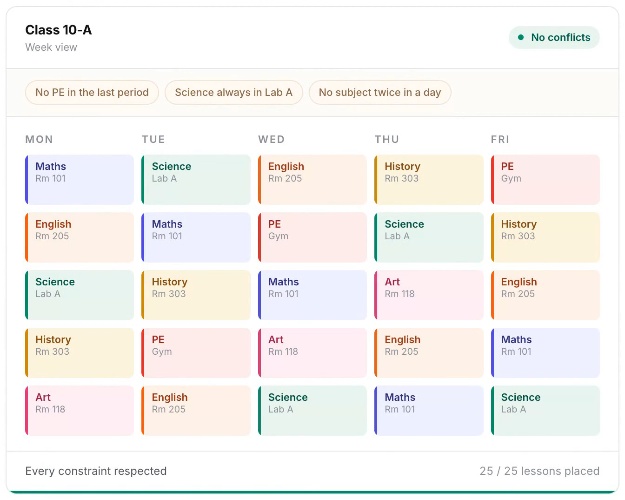 Class 10-A
Week view
No conflicts
No PE in the last period
Science always in Lab A
No subject twice in a day
MON TUE WED THU FRI
Maths Science English History PE
Rm 101 Lab A Rm 205 Rm 303 Gym
English Maths PE Science History
Rm 205 Rm 101 Gym Lab A Rm 303
Science History Maths Art English
Lab A Rm 303 Rm 101 Rm 118 Rm 205
History PE Art English Maths
Rm 303 Gym Rm 118 Rm 205 Rm 101
Art English Science Maths Science
Rm 118 Rm 205 Lab A Rm 101 Lab A
Every constraint respected
25 / 25 lessons placed